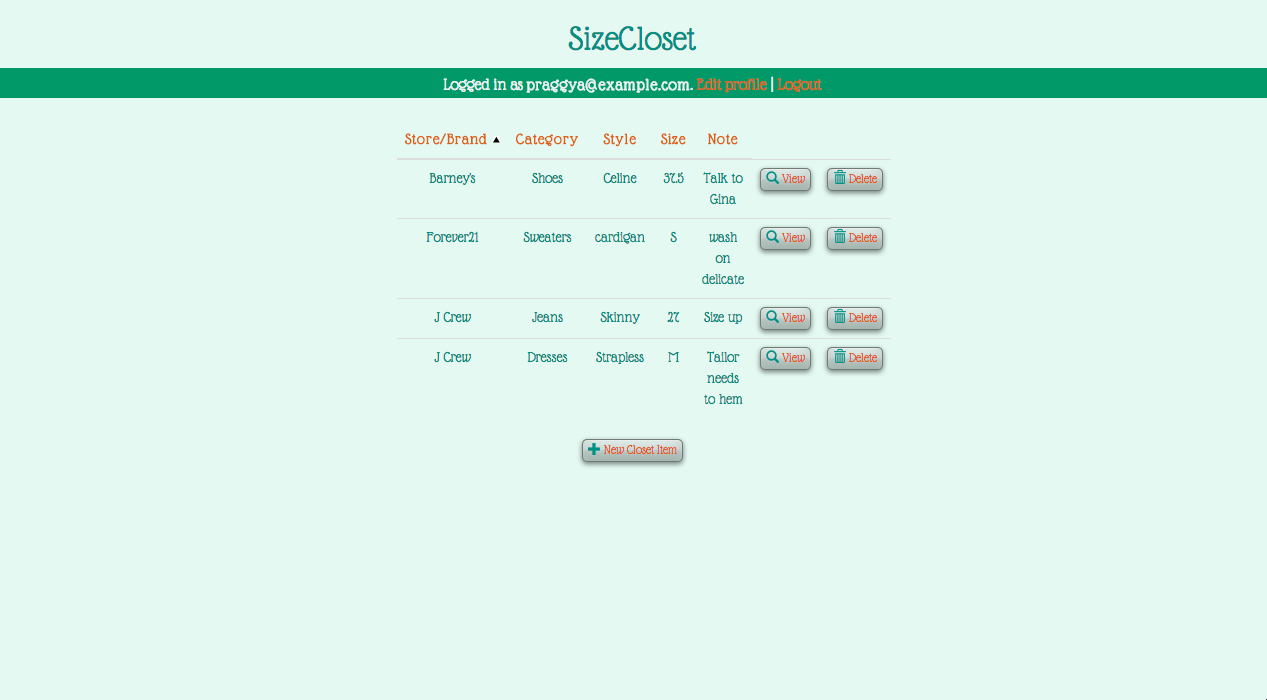 SizeCloset
Logged in as praggya@example.com. Edit profile | Logout
Store/Brand ▲ Category Style Size Note
Barney's Shoes Celine 37.5 Talk to View Delete
Gina
Forever21 Sweaters cardigan S wash View Delete
on
delicate
J Crew Jeans Skinny 27 Size up View Delete
J Crew Dresses Strapless M Tailor View Delete
needs
to hem
New Closet Item